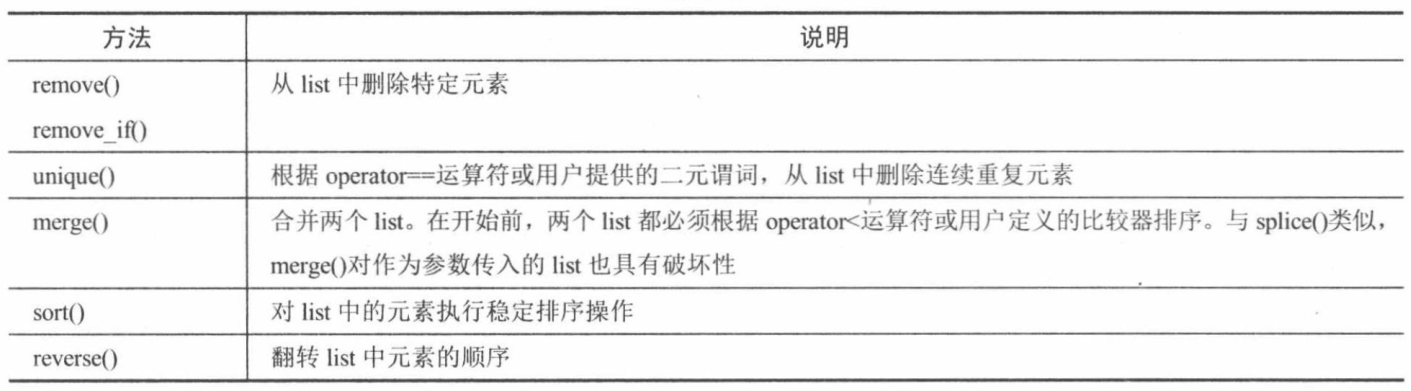 方法 说明
remove() 从 list 中删除特定元素
remove_if()
unique() 根据 operator==运算符或用户提供的二元谓词，从 list 中删除连续重复元素
merge() 合并两个 list。在开始前，两个 list 都必须根据 operator<运算符或用户定义的比较器排序。与 splice()类似，
merge()对作为参数传入的 list 也具有破坏性
sort() 对 list 中的元素执行稳定排序操作
reverse() 翻转 list 中元素的顺序